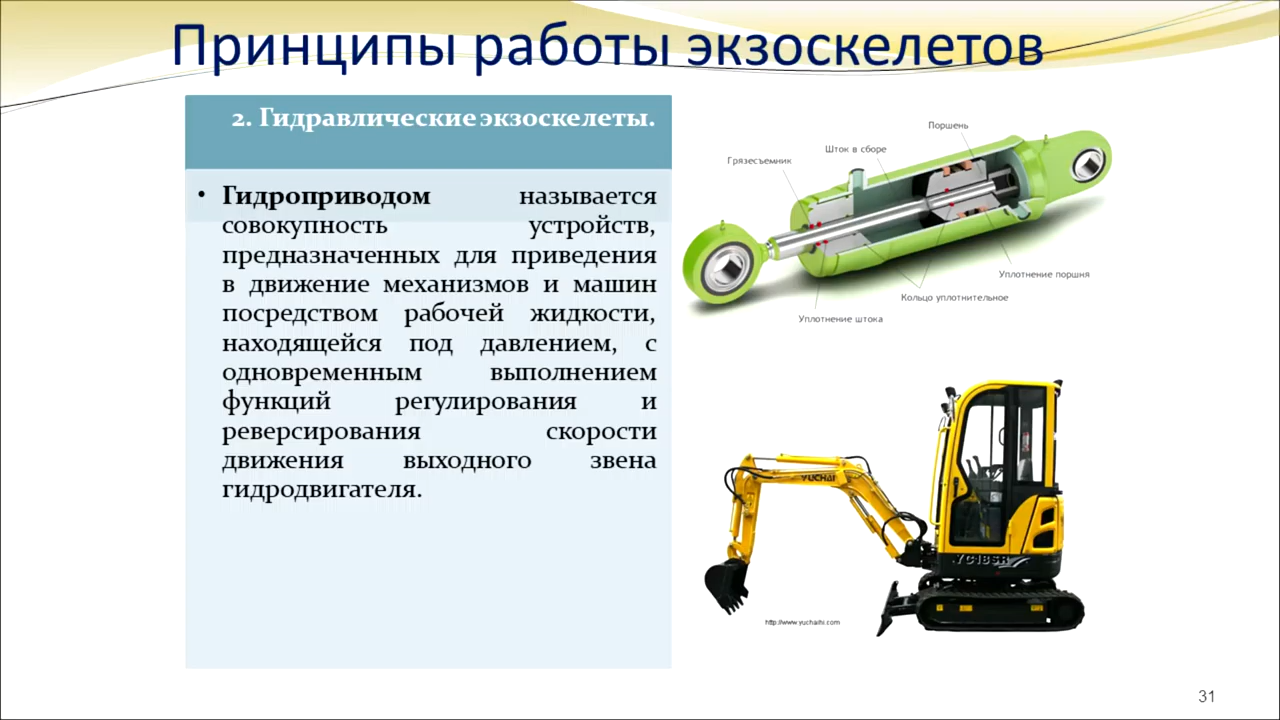 Принципы работы экзоскелетов
2. Гидравлические экзоскелеты.
• Гидроприводом называется
совокупность устройств,
предназначенных для приведения
в движение механизмов и машин
посредством рабочей жидкости,
находящейся под давлением, с
одновременным выполнением
функций регулирования и
реверсирования скорости
движения выходного звена
гидродвигателя.
Поршень
Шток в сборе
Грязесъемник
Уплотнение поршня
Кольцо уплотнительное
Уплотнение штока
YUCHAI
YC18SR
http://www.yuchaihi.com
31